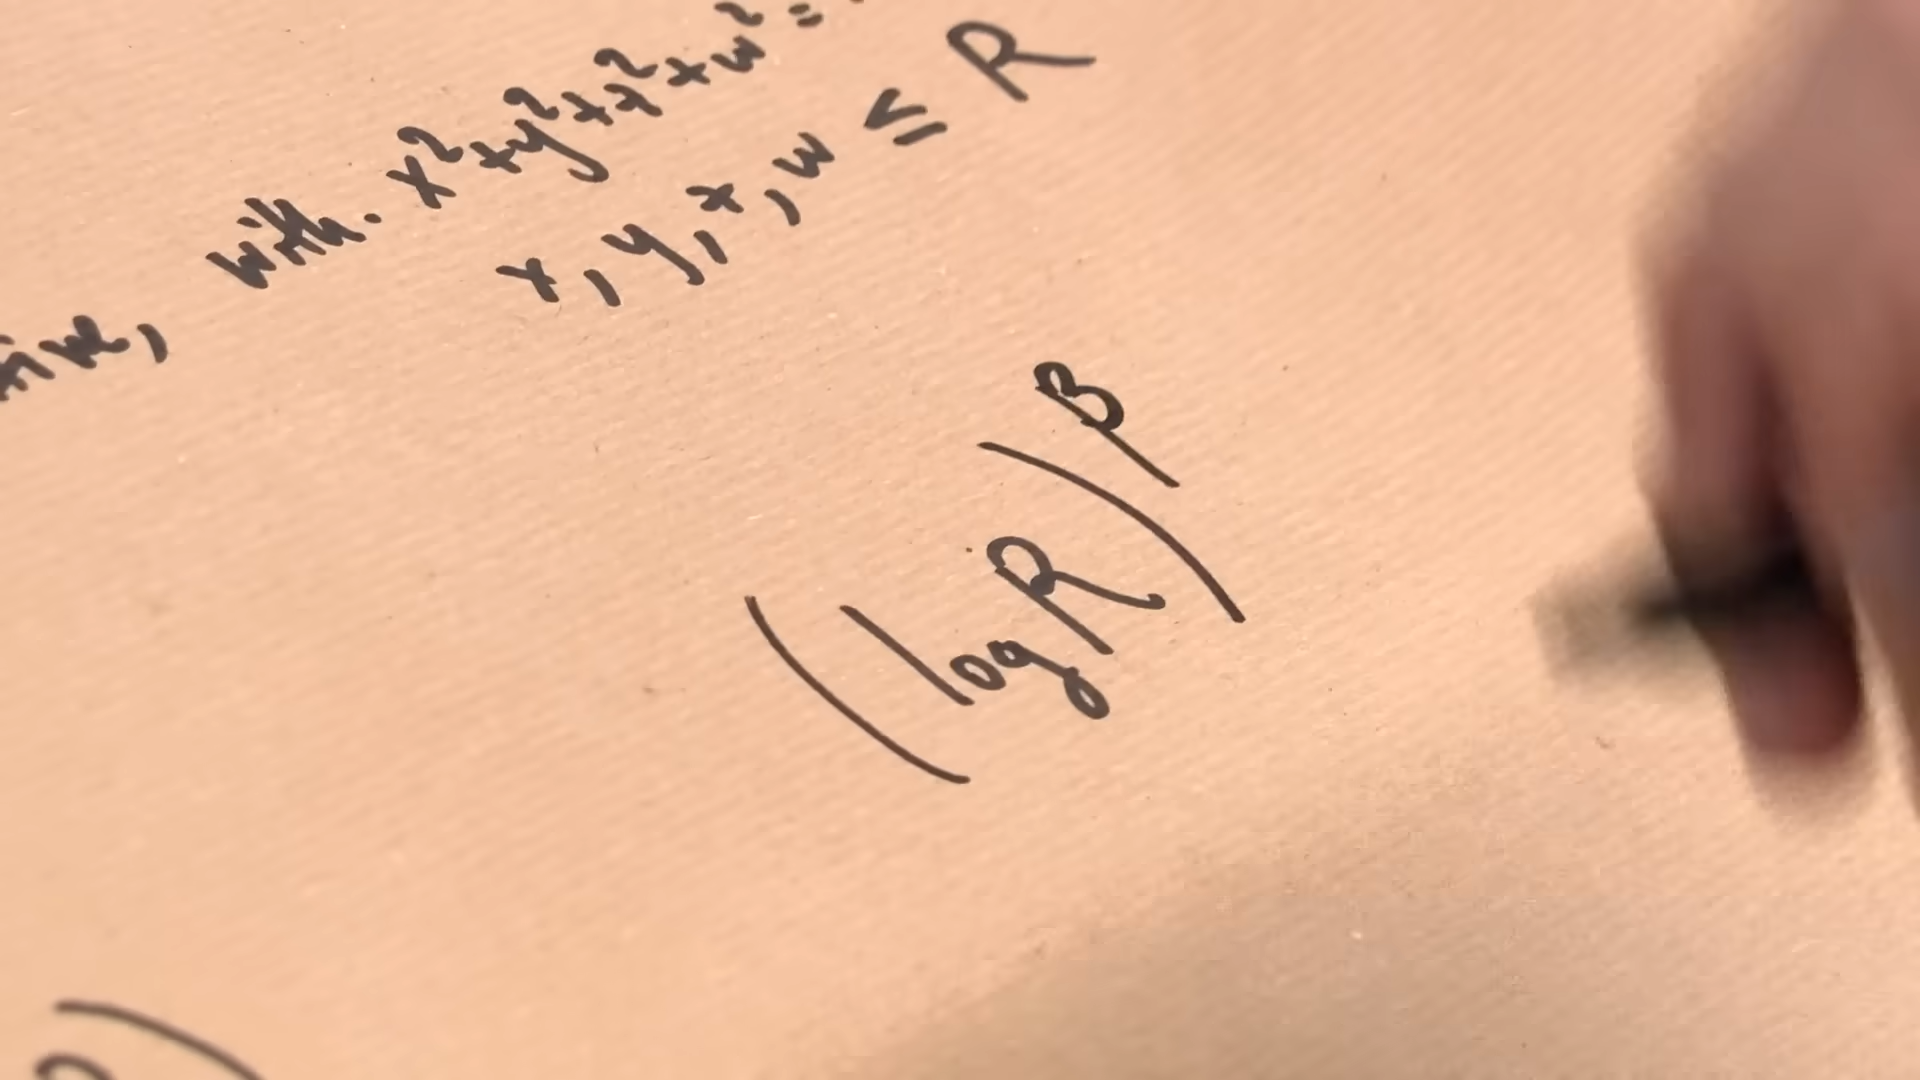 with. x²+y²+z²+w²=
x, y, z, w ≤ R
(log R)^β